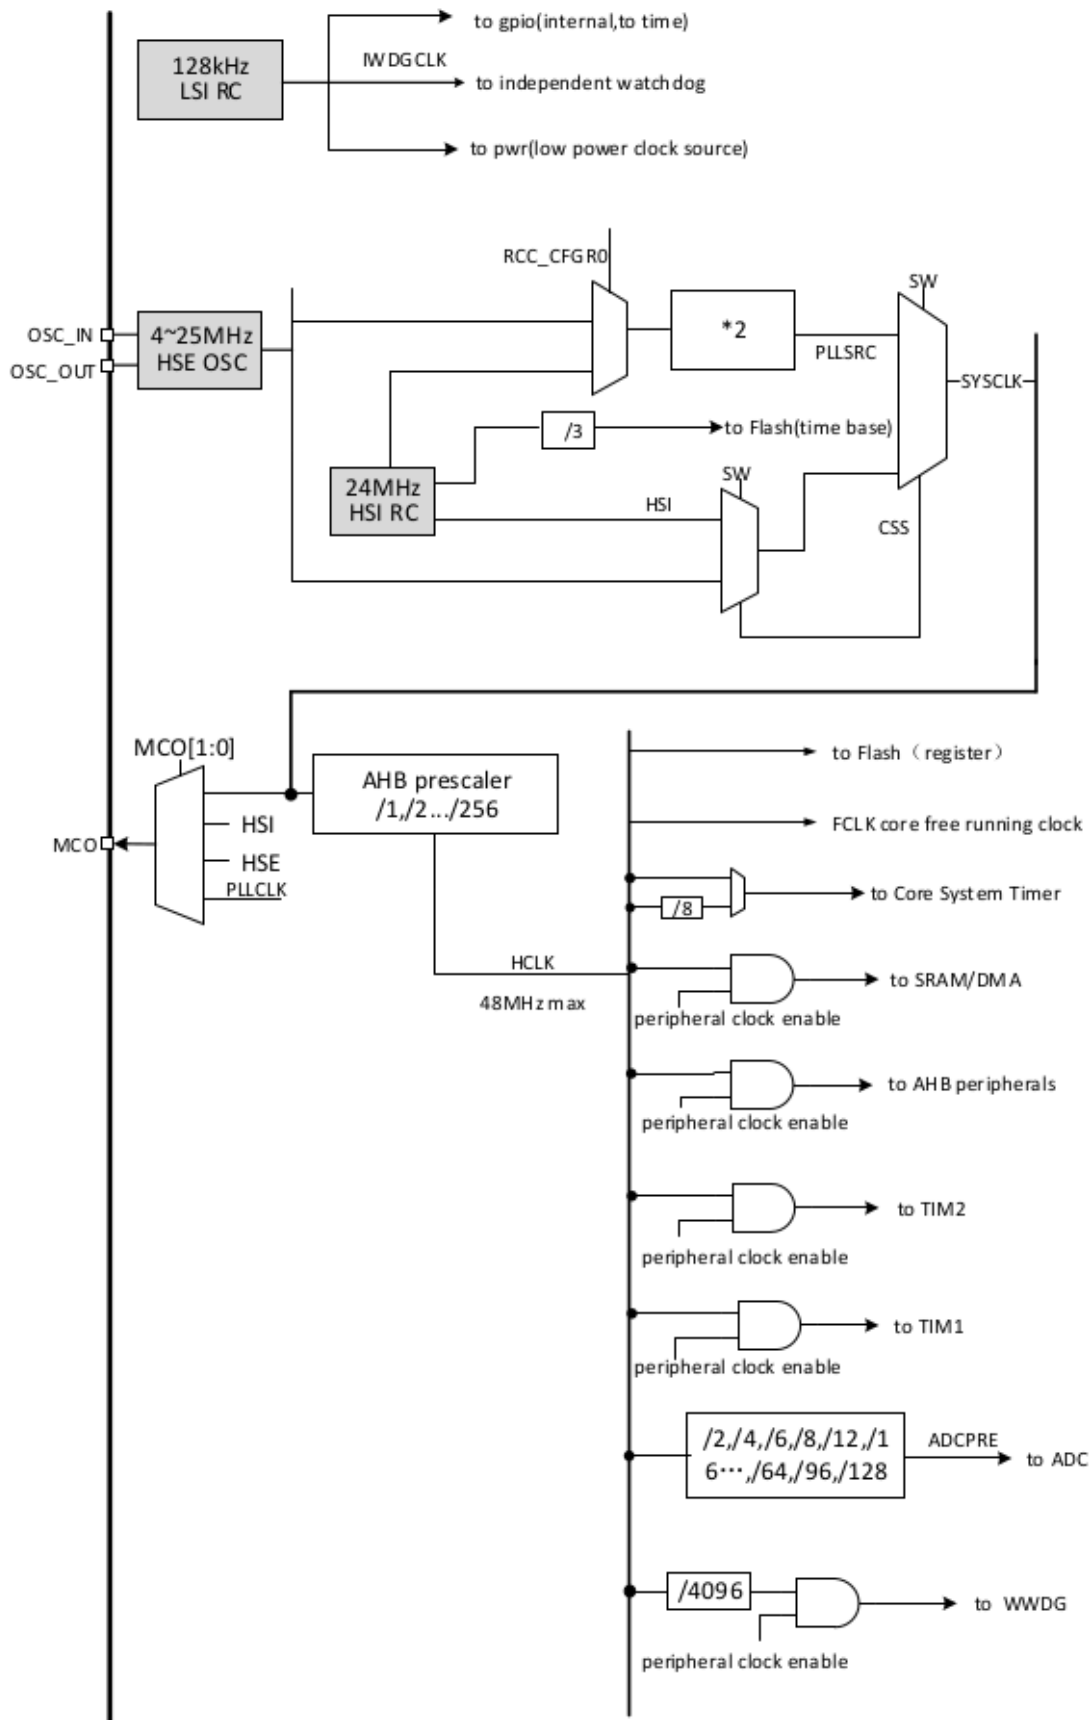 to gpio(internal,to time)
IWDGCLK
128kHz
LSI RC
to independent watchdog
to pwr(low power clock source)
RCC_CFGR0
SW
OSC_IN
OSC_OUT
4~25MHz
HSE OSC
*2
PLLSRC
SYSCLK
/3
to Flash(time base)
24MHz
HSI RC
SW
HSI
CSS
MCO[1:0]
AHB prescaler
/1,/2.../256
to Flash（register）
HSI
FCLK core free running clock
MCO
HSE
PLLCLK
to Core System Timer
/8
HCLK
48MHz max
to SRAM/DMA
peripheral clock enable
to AHB peripherals
peripheral clock enable
to TIM2
peripheral clock enable
to TIM1
peripheral clock enable
/2,/4,/6,/8,/12,/1
6···,/64,/96,/128
ADCPRE
to ADC
/4096
to WWDG
peripheral clock enable